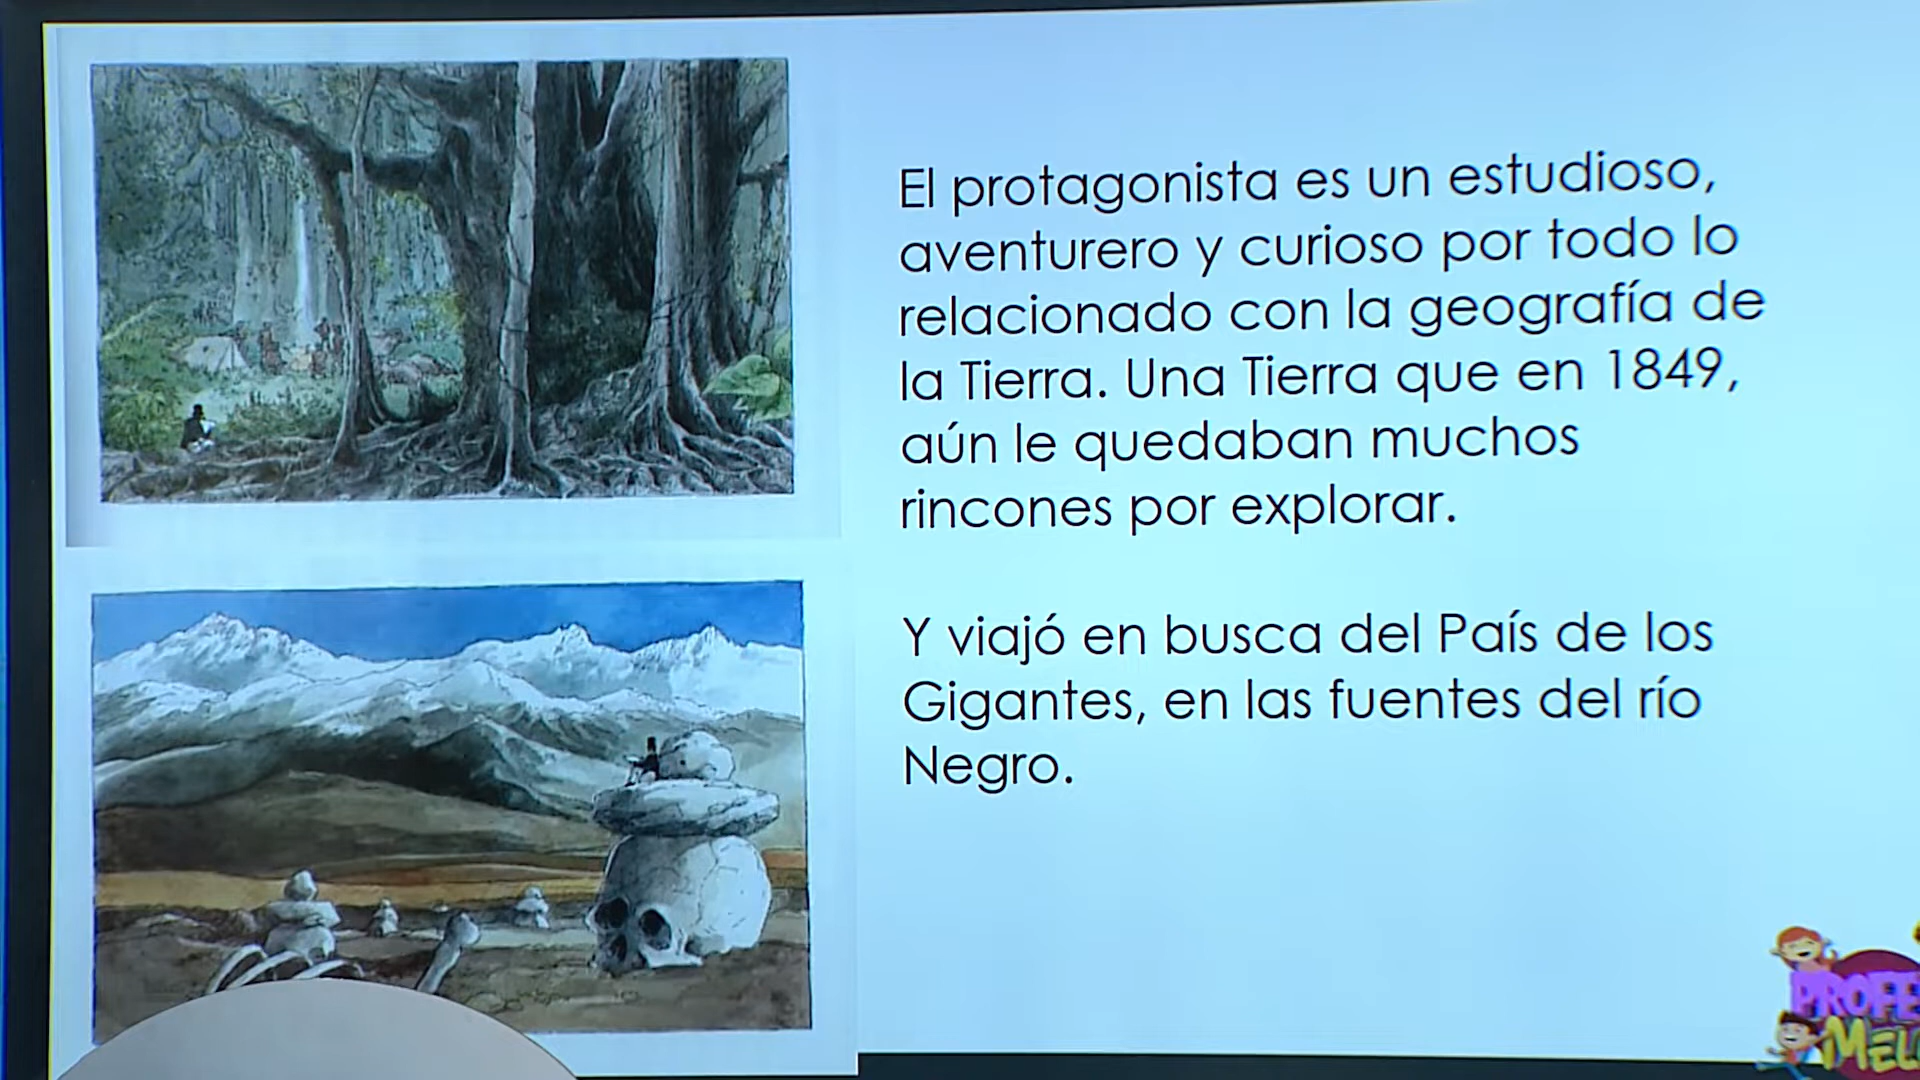 El protagonista es un estudioso,
aventurero y curioso por todo lo
relacionado con la geografía de
la Tierra. Una Tierra que en 1849,
aún le quedaban muchos
rincones por explorar.
Y viajó en busca del País de los
Gigantes, en las fuentes del río
Negro.